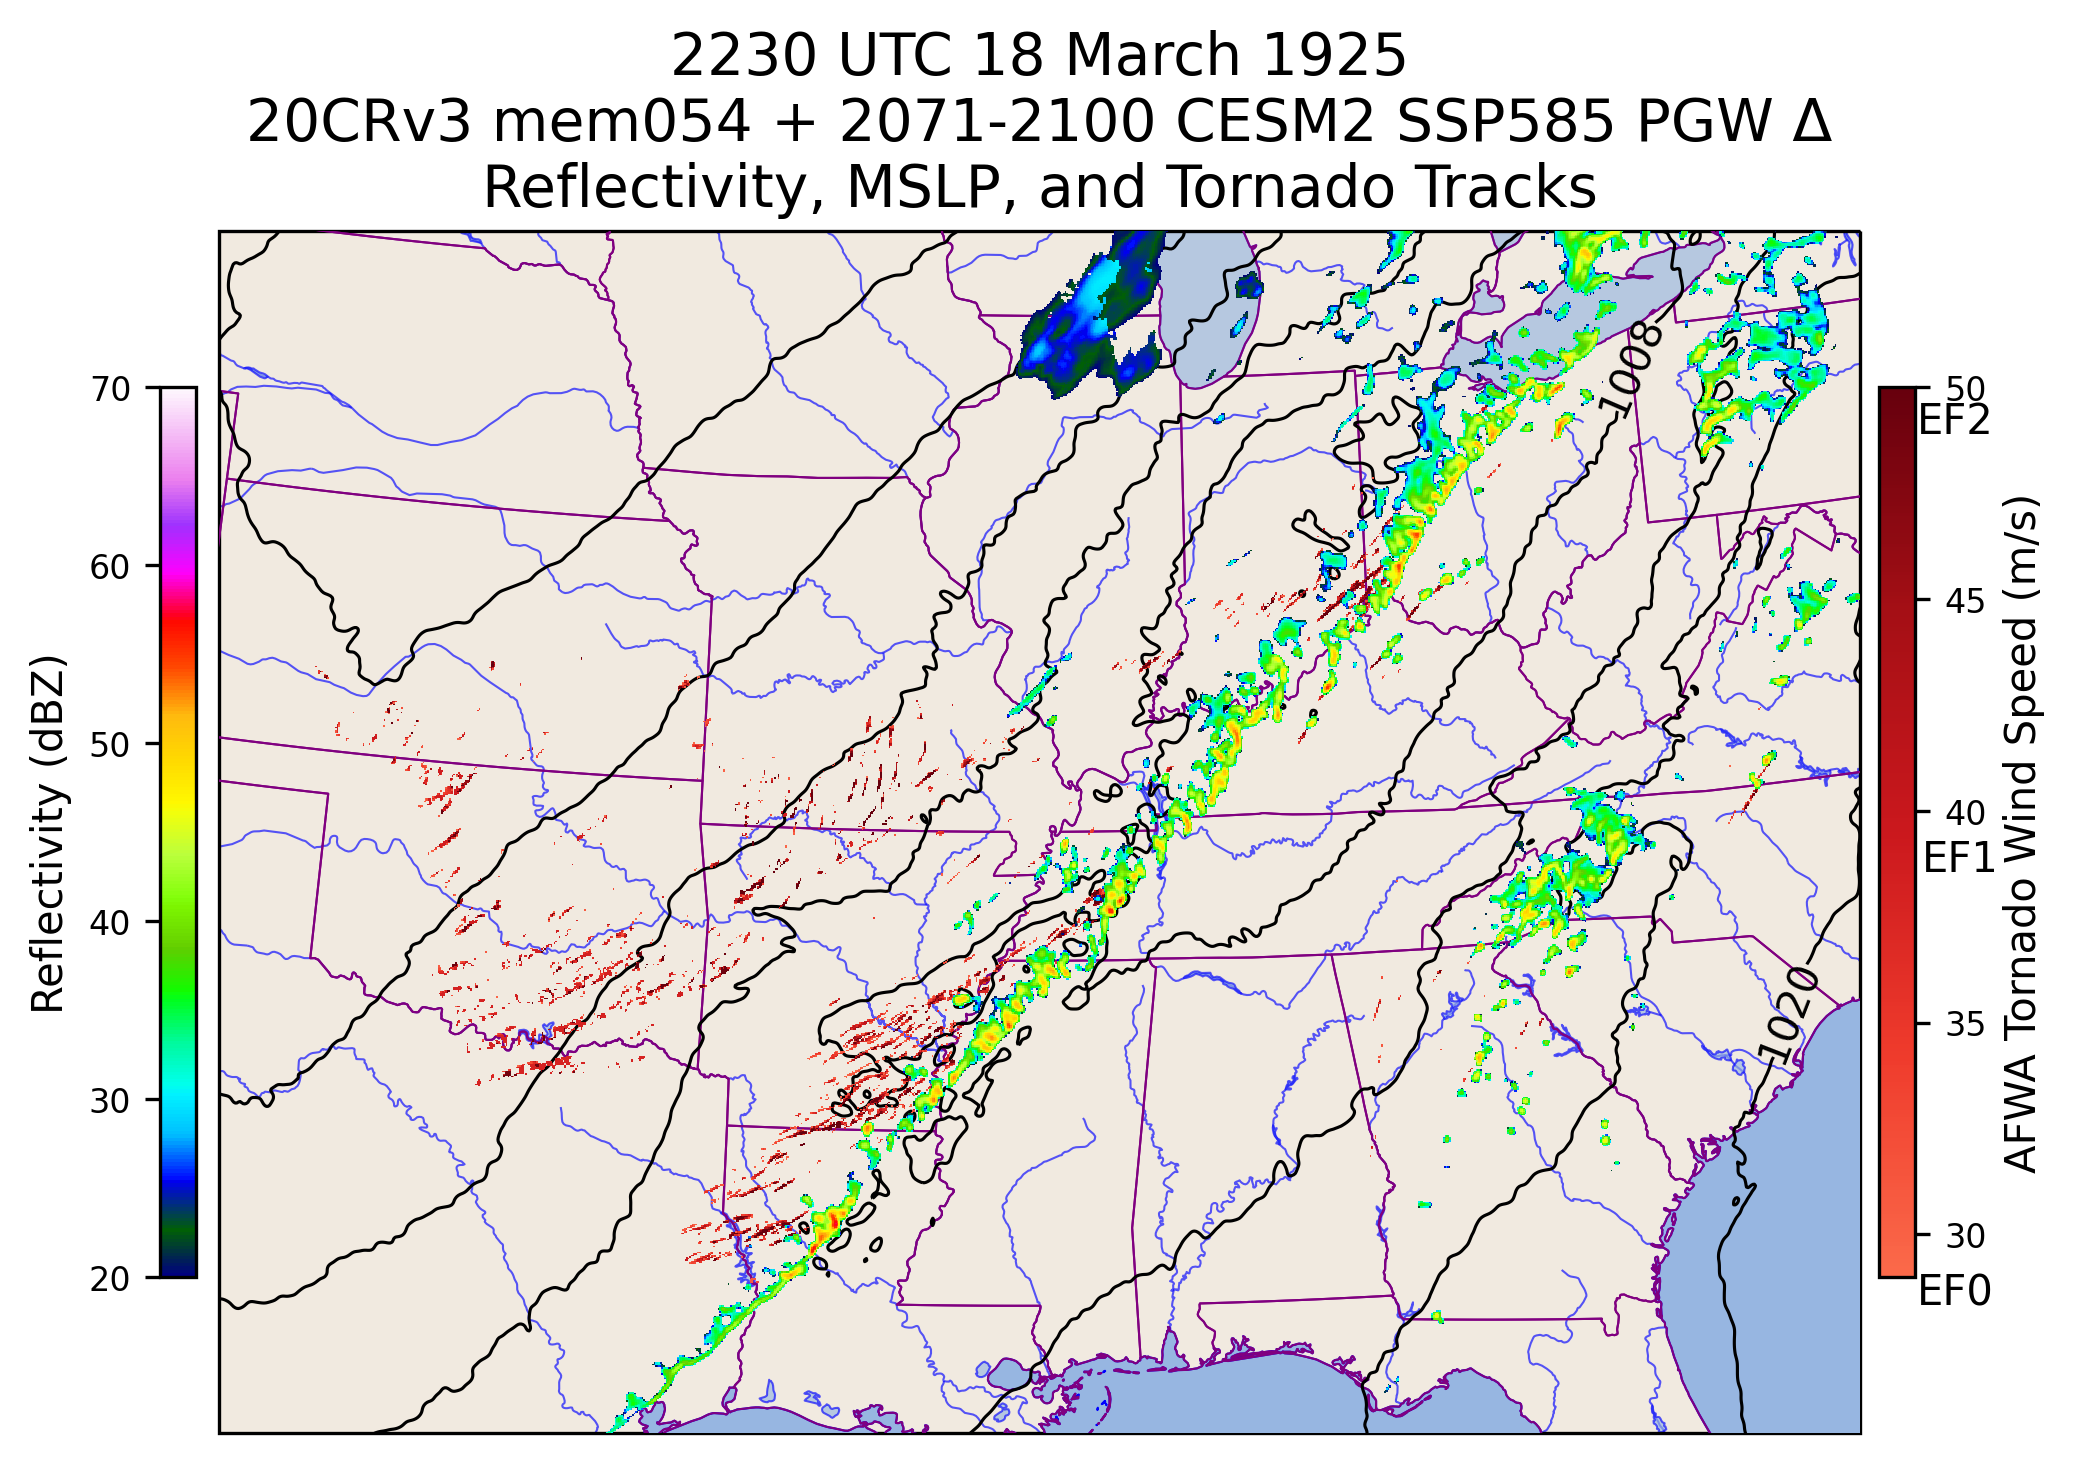 2230 UTC 18 March 1925
20CRv3 mem054 + 2071-2100 CESM2 SSP585 PGW Δ
Reflectivity, MSLP, and Tornado Tracks
Reflectivity (dBZ)
70
60
50
40
30
20
1008
1020
50
EF2
45
40
EF1
35
30
EF0
AFWA Tornado Wind Speed (m/s)